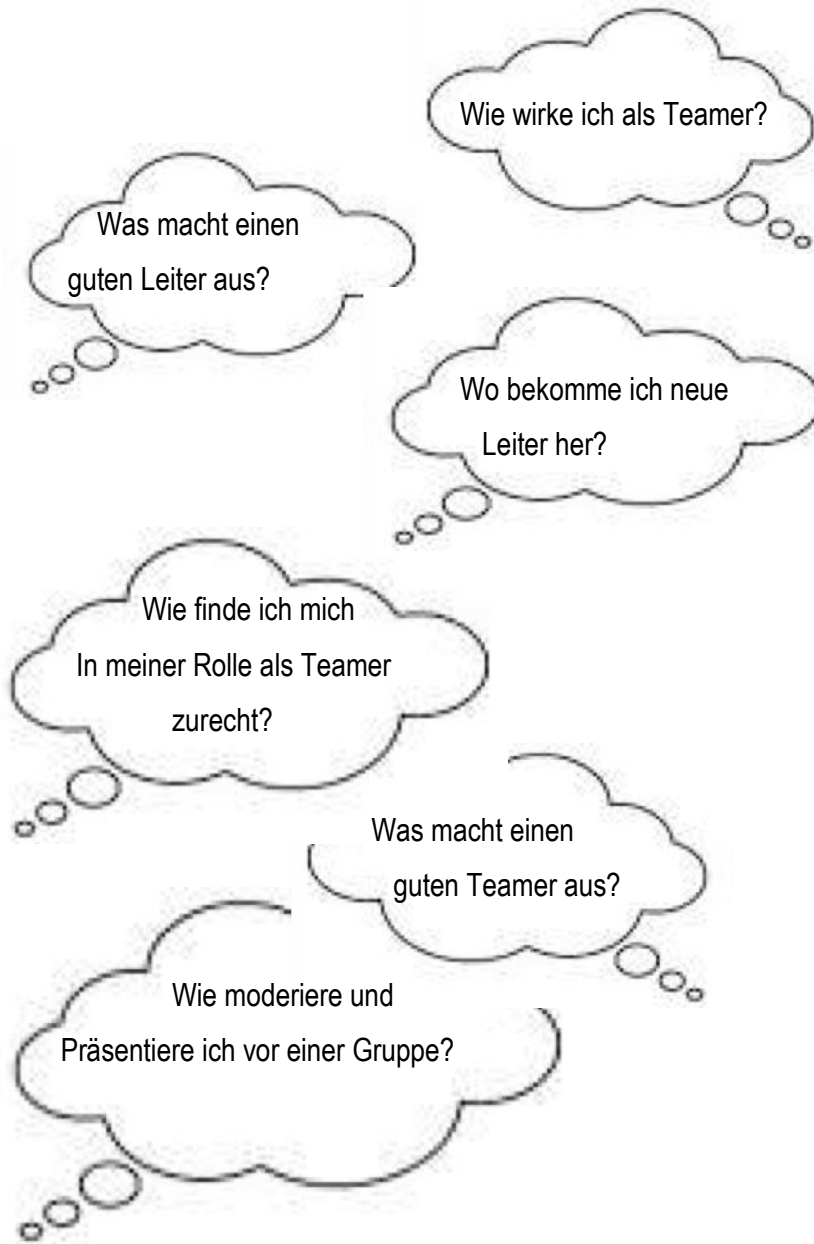 Wie wirke ich als Teamer?
Was macht einen
guten Leiter aus?
Wo bekomme ich neue
Leiter her?
Wie finde ich mich
In meiner Rolle als Teamer
zurecht?
Was macht einen
guten Teamer aus?
Wie moderiere und
Präsentiere ich vor einer Gruppe?